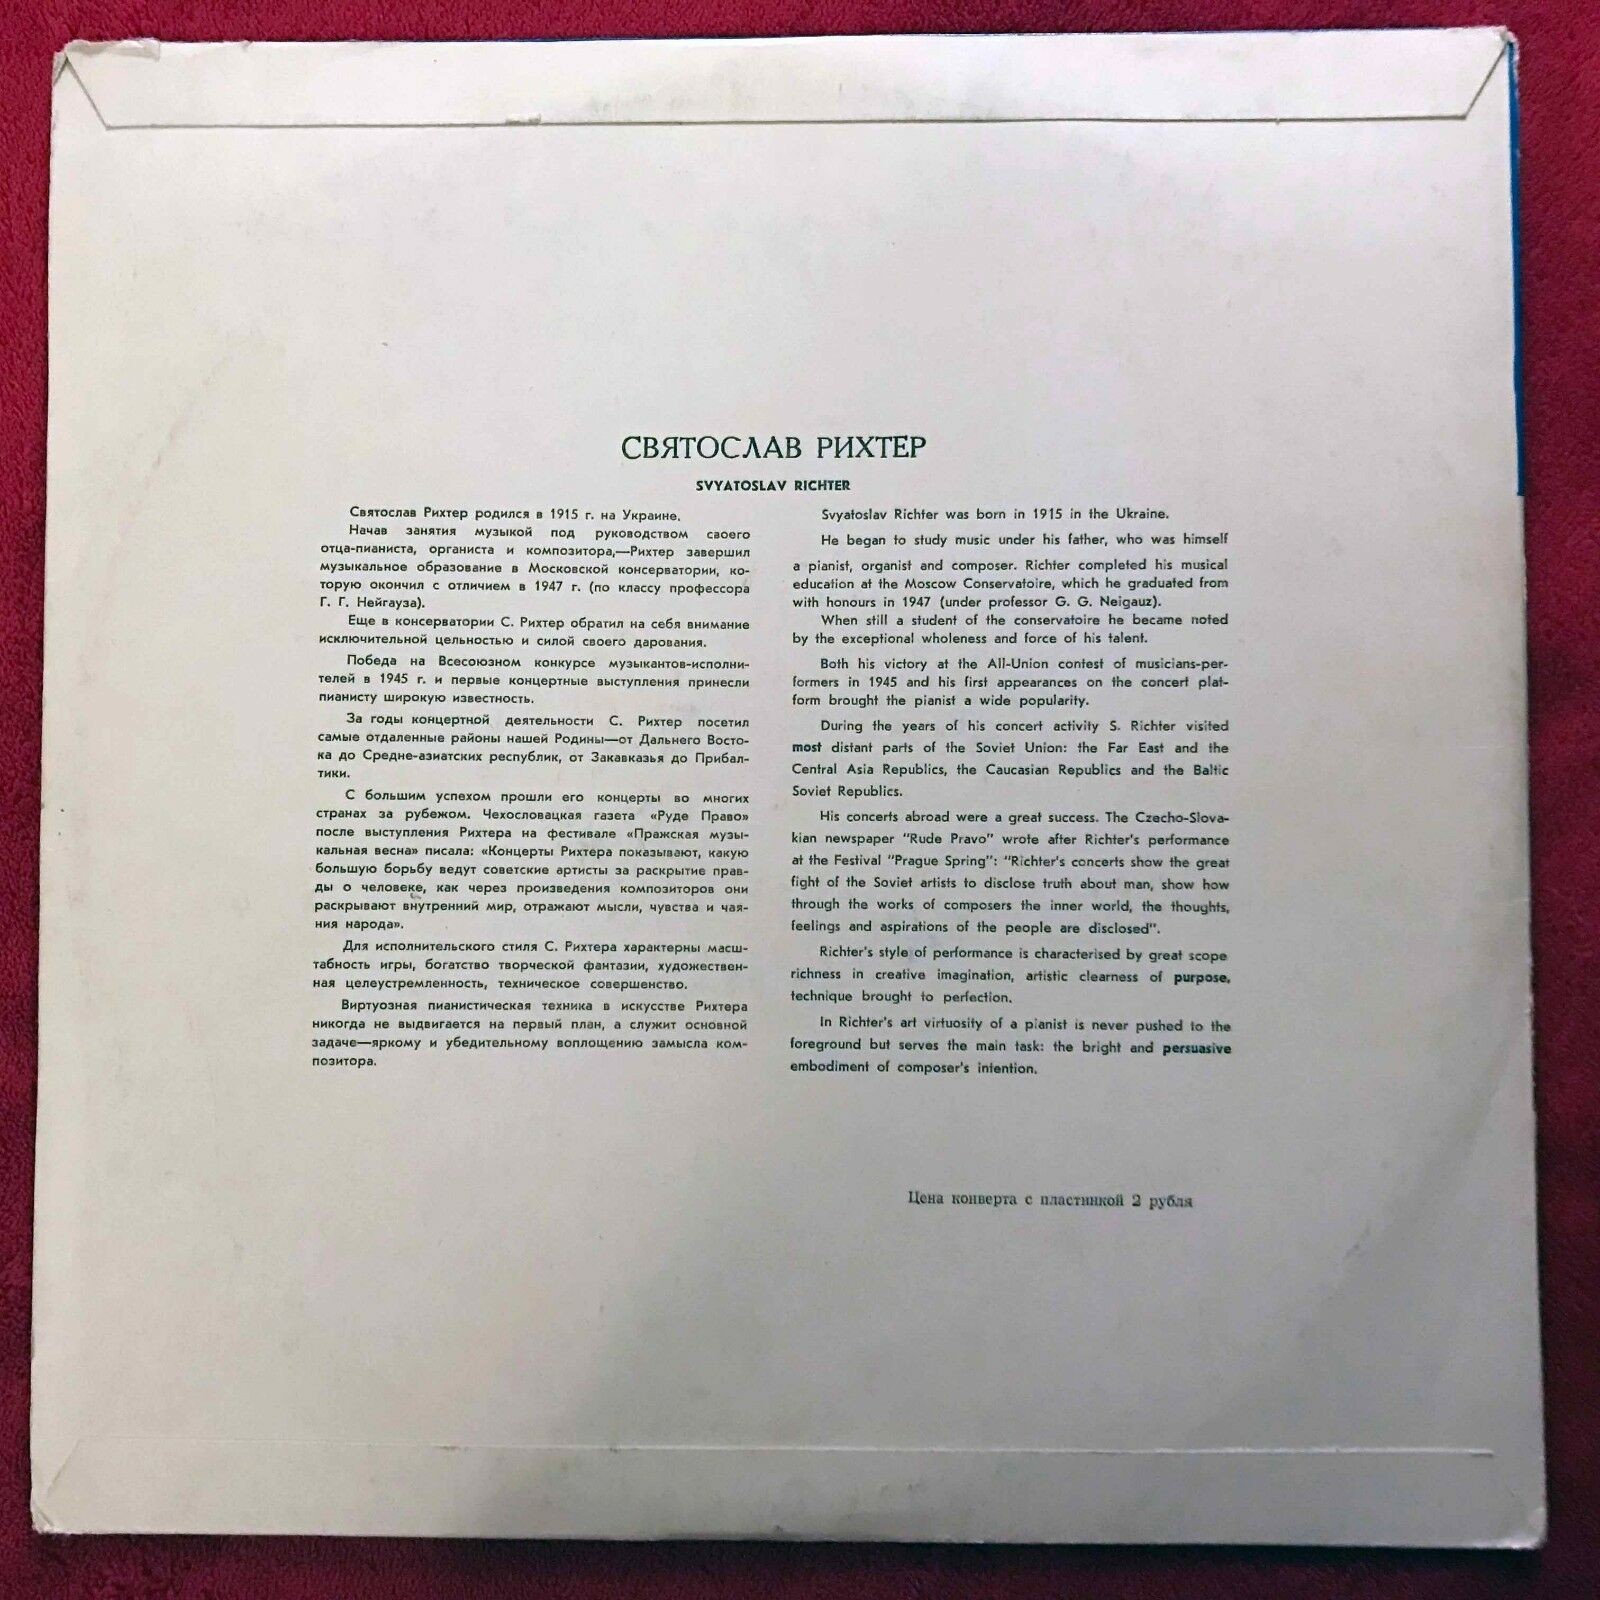 СВЯТОСЛАВ РИХТЕР
SVYATOSLAV RICHTER
Святослав Рихтер родился в 1915 г. на Украине.
Начав занятия музыкой под руководством своего
отца-пианиста, органиста и композитора,—Рихтер завершил
музыкальное образование в Московской консерватории, ко-
торую окончил с отличием в 1947 г. (по классу профессора
Г. Г. Нейгауза).
Еще в консерватории С. Рихтер обратил на себя внимание
исключительной цельностью и силой своего дарования.
Победа на Всесоюзном конкурсе музыкантов-исполни-
телей в 1945 г. и первые концертные выступления принесли
пианисту широкую известность.
За годы концертной деятельности С. Рихтер посетил
самые отдаленные районы нашей Родины—от Дальнего Восто-
ка до Средне-азиатских республик, от Закавказья до Прибал-
тики.
С большим успехом прошли его концерты во многих
странах за рубежом. Чехословацкая газета «Руде Право»
после выступления Рихтера на фестивале «Пражская музы-
кальная весна» писала: «Концерты Рихтера показывают, какую
большую борьбу ведут советские артисты за раскрытие прав-
ды о человеке, как через произведения композиторов они
раскрывают внутренний мир, отражают мысли, чувства и чая-
ния народа».
Для исполнительского стиля С. Рихтера характерны масш-
табность игры, богатство творческой фантазии, художествен-
ная целеустремленность, техническое совершенство.
Виртуозная пианистическая техника в искусстве Рихтера
никогда не выдвигается на первый план, а служит основной
задаче—яркому и убедительному воплощению замысла ком-
позитора.
Svyatoslav Richter was born in 1915 in the Ukraine.
He began to study music under his father, who was himself
a pianist, organist and composer. Richter completed his musical
education at the Moscow Conservatoire, which he graduated from
with honours in 1947 (under professor G. G. Neigauz).
When still a student of the conservatoire he became noted
by the exceptional wholeness and force of his talent.
Both his victory at the All-Union contest of musicians-per-
formers in 1945 and his first appearances on the concert plat-
form brought the pianist a wide popularity.
During the years of his concert activity S. Richter visited
most distant parts of the Soviet Union: the Far East and the
Central Asia Republics, the Caucasian Republics and the Baltic
Soviet Republics.
His concerts abroad were a great success. The Czecho-Slova-
kian newspaper "Rude Pravo" wrote after Richter's performance
at the Festival "Prague Spring": "Richter's concerts show the great
fight of the Soviet artists to disclose truth about man, show how
through the works of composers the inner world, the thoughts,
feelings and aspirations of the people are disclosed".
Richter's style of performance is characterised by great scope
richness in creative imagination, artistic clearness of purpose,
technique brought to perfection.
In Richter's art virtuosity of a pianist is never pushed to the
foreground but serves the main task: the bright and persuasive
embodiment of composer's intention.
Цена конверта с пластинкой 2 рубля